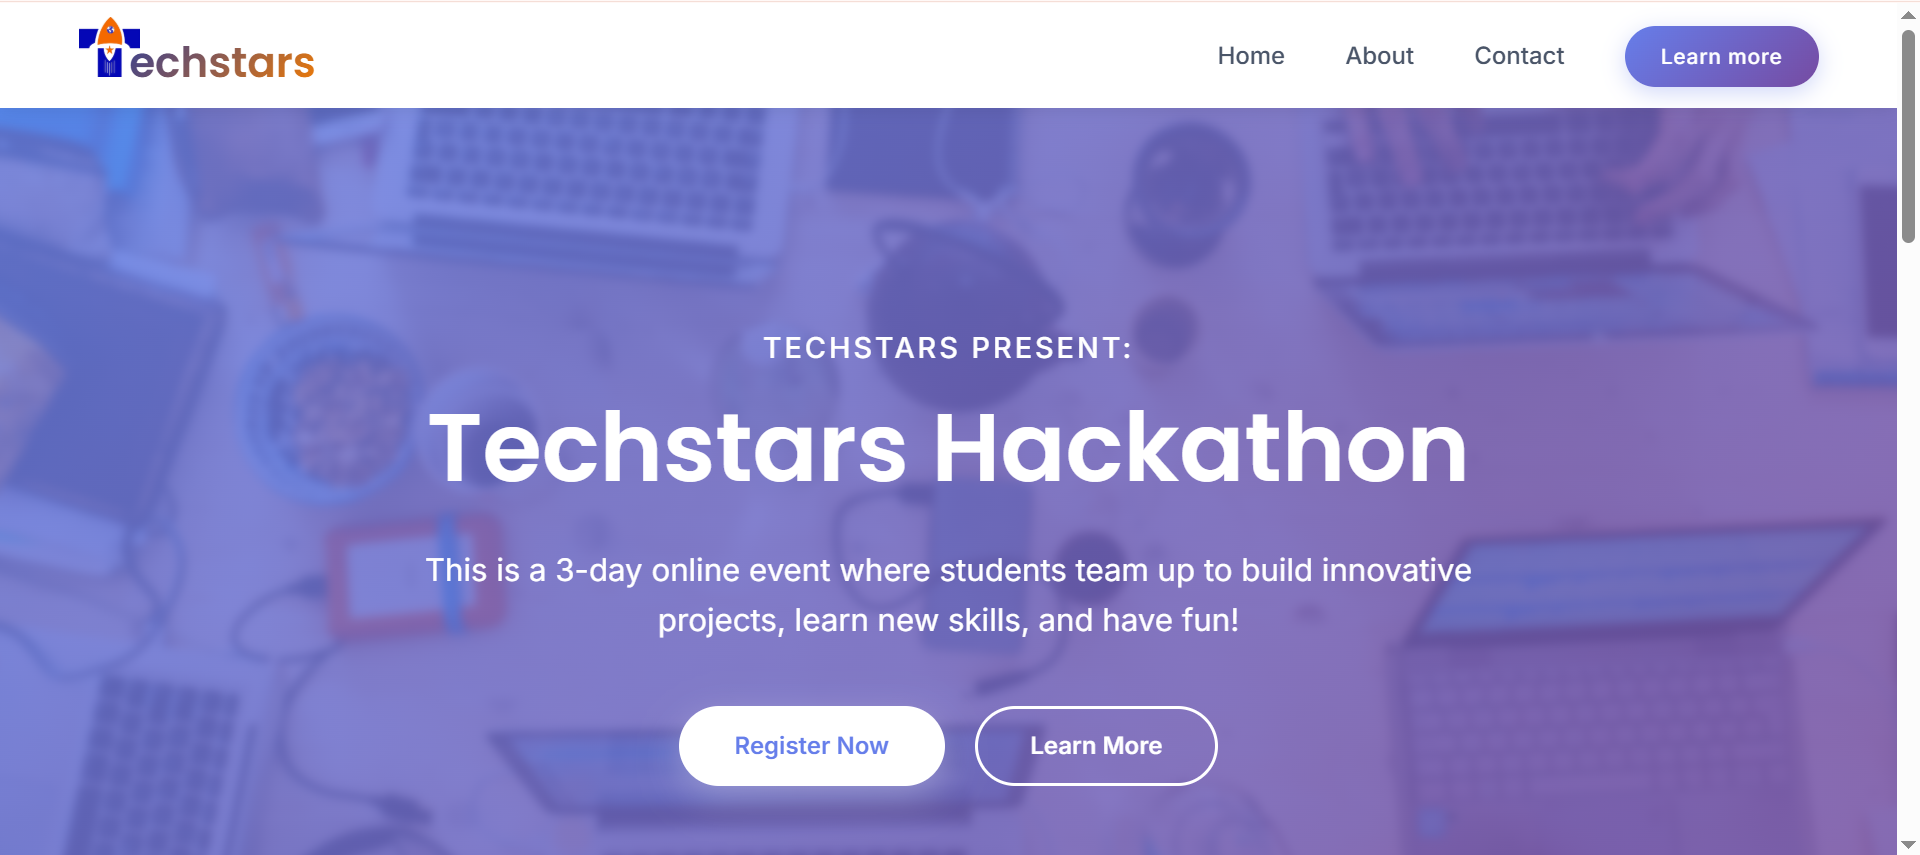 Techstars
Home About Contact Learn more
TECHSTARS PRESENT:
Techstars Hackathon
This is a 3-day online event where students team up to build innovative
projects, learn new skills, and have fun!
Register Now Learn More